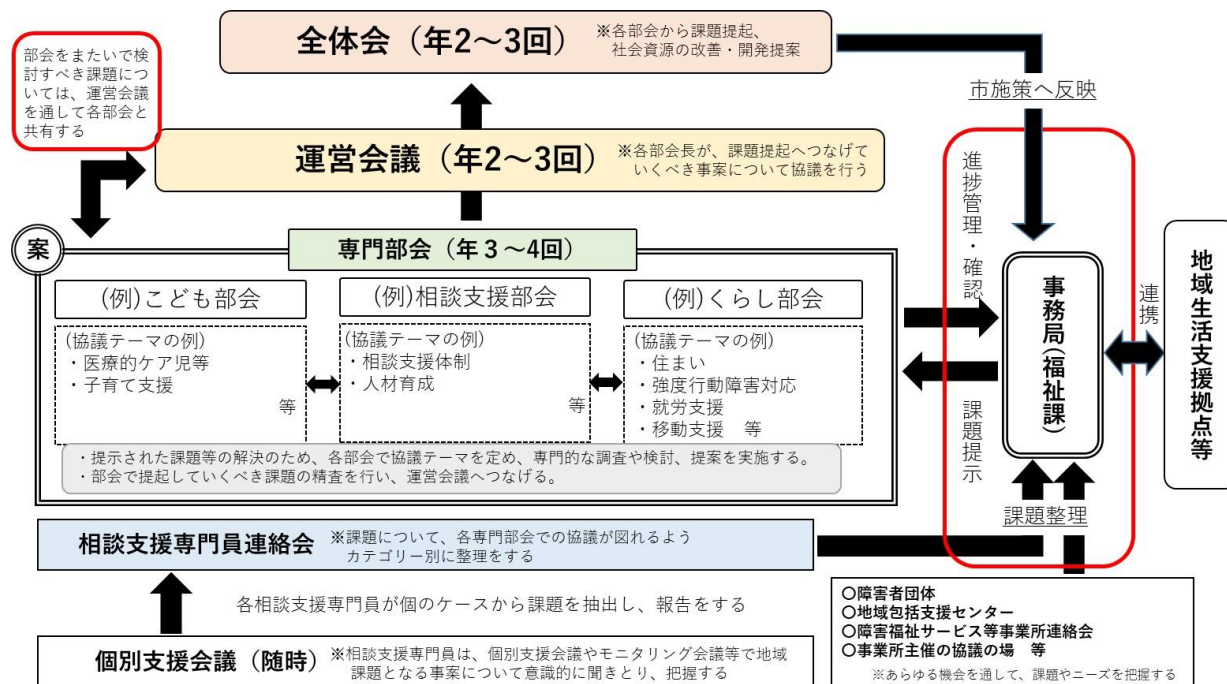 全体会（年2～3回）
※各部会から課題提起、
社会資源の改善・開発提案
部会をまたいで検
討すべき課題につ
いては、運営会議
を通して各部会と
共有する
市施策へ反映
運営会議（年2～3回）
※各部会長が、課題提起へつなげて
いくべき事案について協議を行う
案
専門部会（年３～4回）
(例)こども部会
(協議テーマの例)
・医療的ケア児等
・子育て支援
等
(例)相談支援部会
(協議テーマの例)
・相談支援体制
・人材育成
等
(例)くらし部会
(協議テーマの例)
・住まい
・強度行動障害対応
・就労支援
・移動支援　等
・提示された課題等の解決のため、各部会で協議テーマを定め、専門的な調査や検討、提案を実施する。
・部会で提起していくべき課題の精査を行い、運営会議へつなげる。
進捗管理・確認
課題提示
事務局(福祉課)
連携
地域生活支援拠点等
課題整理
相談支援専門員連絡会
※課題について、各専門部会での協議が図れるよう
カテゴリー別に整理をする
各相談支援専門員が個のケースから課題を抽出し、報告をする
個別支援会議（随時）
※相談支援専門員は、個別支援会議やモニタリング会議等で地域
課題となる事案について意識的に聞きとり、把握する
〇障害者団体
〇地域包括支援センター
〇障害福祉サービス等事業所連絡会
〇事業所主催の協議の場　等
※あらゆる機会を通して、課題やニーズを把握する